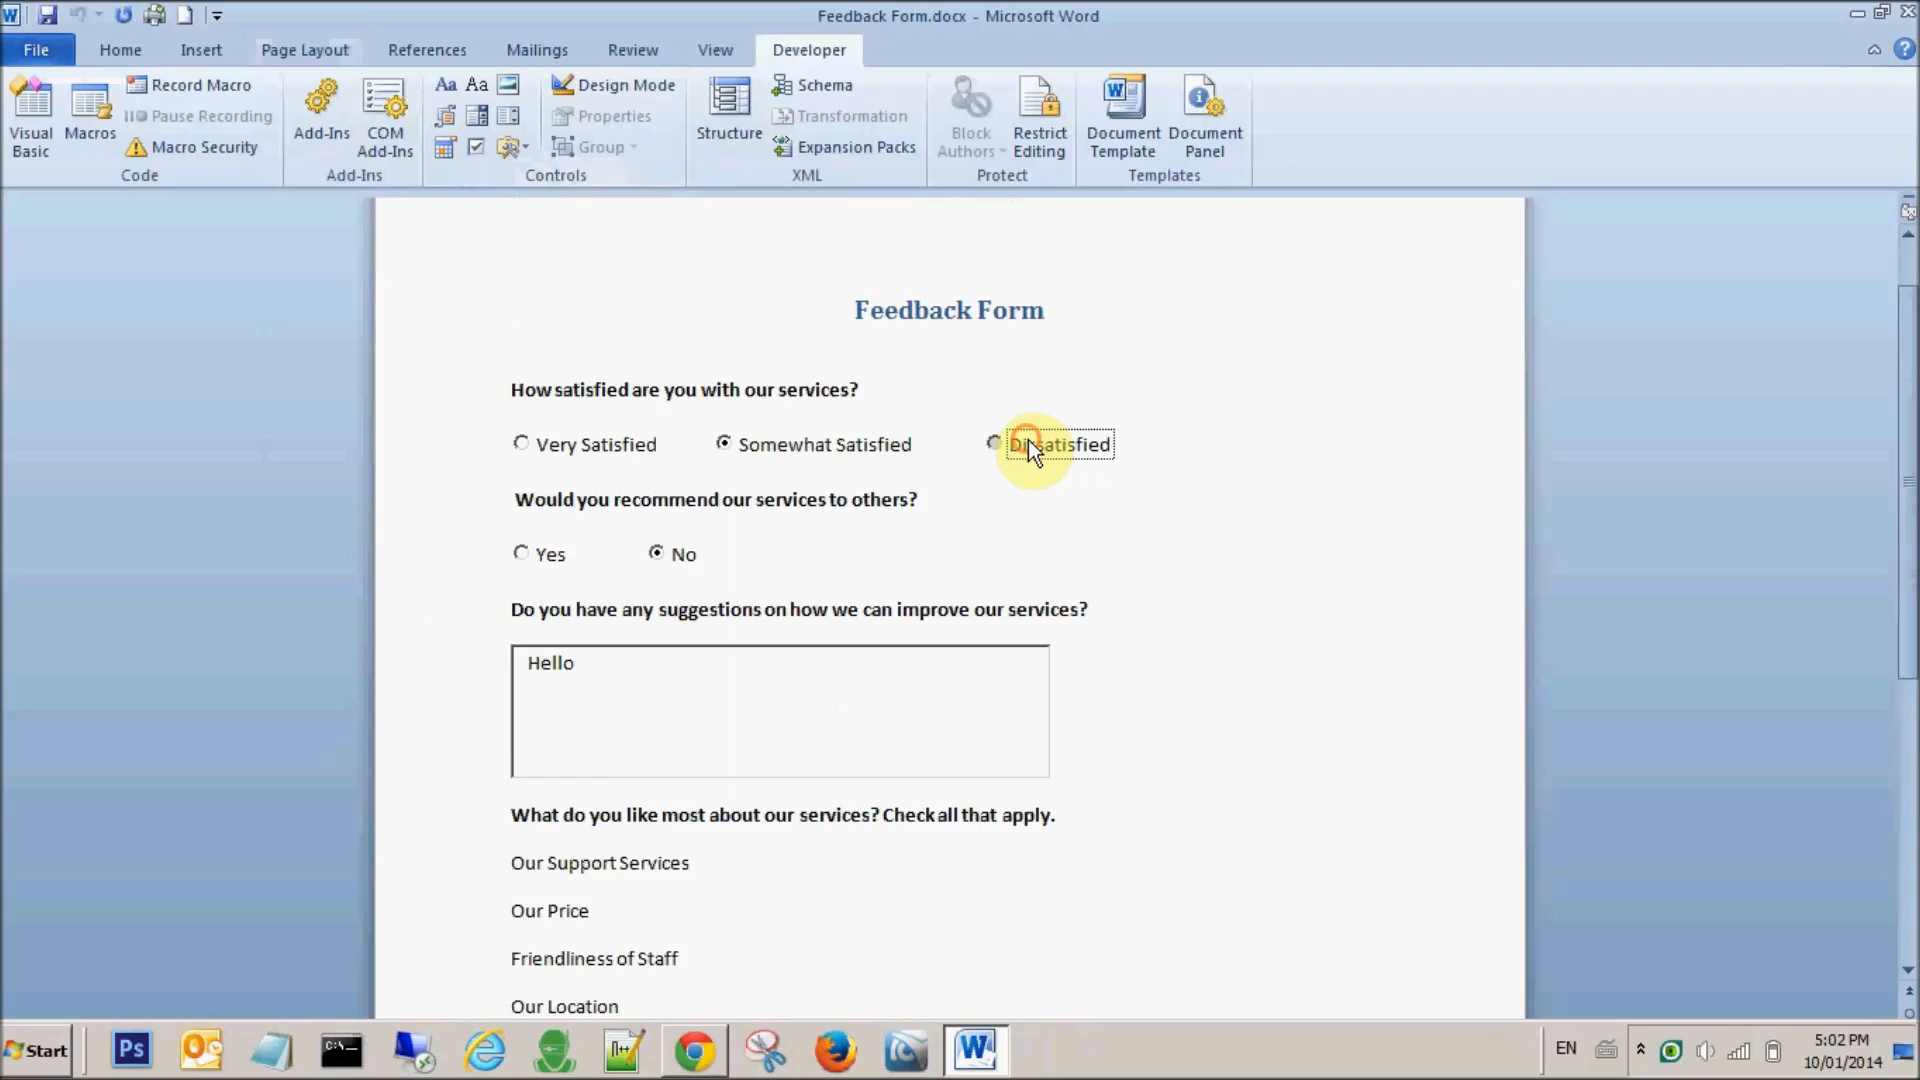 Feedback Form.docx - Microsoft Word
File Home Insert Page Layout References Mailings Review View Developer
Visual Basic
Macros
Record Macro
Pause Recording
Macro Security
Code
Add-Ins
COM Add-Ins
Add-Ins
Aa Aa
Design Mode
Properties
Group
Controls
Structure
Schema
Transformation
Expansion Packs
XML
Block Authors
Restrict Editing
Protect
Document Template
Document Panel
Templates
Feedback Form
How satisfied are you with our services?
Very Satisfied Somewhat Satisfied Dissatisfied
Would you recommend our services to others?
Yes No
Do you have any suggestions on how we can improve our services?
Hello
What do you like most about our services? Check all that apply.
Our Support Services
Our Price
Friendliness of Staff
Our Location
Start
Ps
EN
5:02 PM
10/01/2014